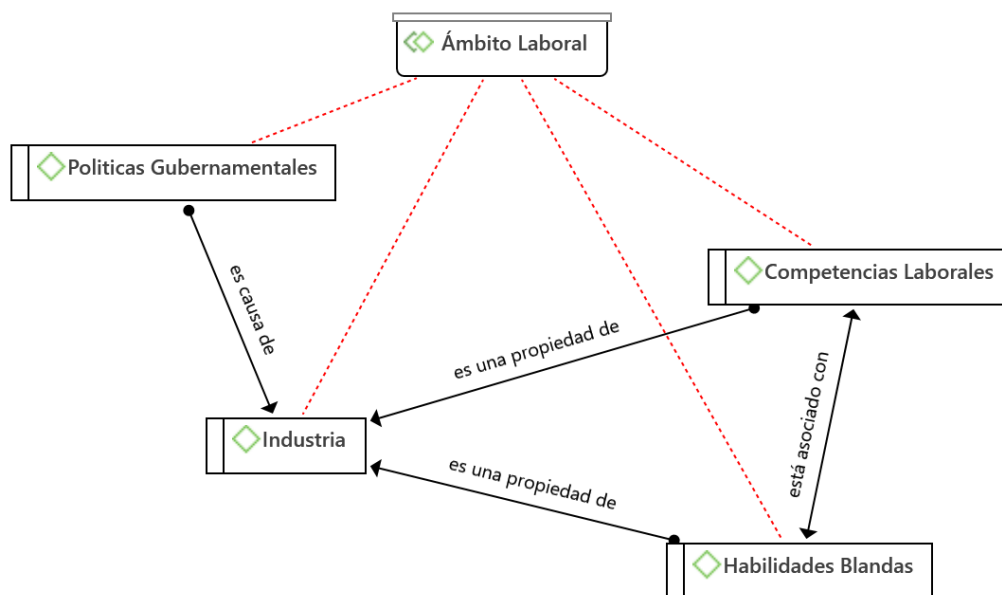 Ámbito Laboral
Politicas Gubernamentales
es causa de
Competencias Laborales
es una propiedad de
Industria
está asociado con
es una propiedad de
Habilidades Blandas